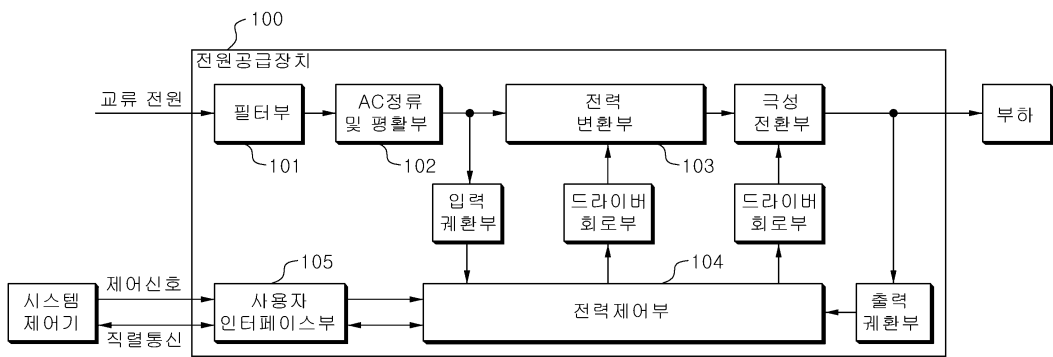 100
전원공급장치
교류 전원
필터부
101
AC정류
및 평활부
102
전력
변환부
103
극성
전환부
부하
입력
궤환부
드라이버
회로부
드라이버
회로부
시스템
제어기
제어신호
직렬통신
105
사용자
인터페이스부
104
전력제어부
출력
궤환부